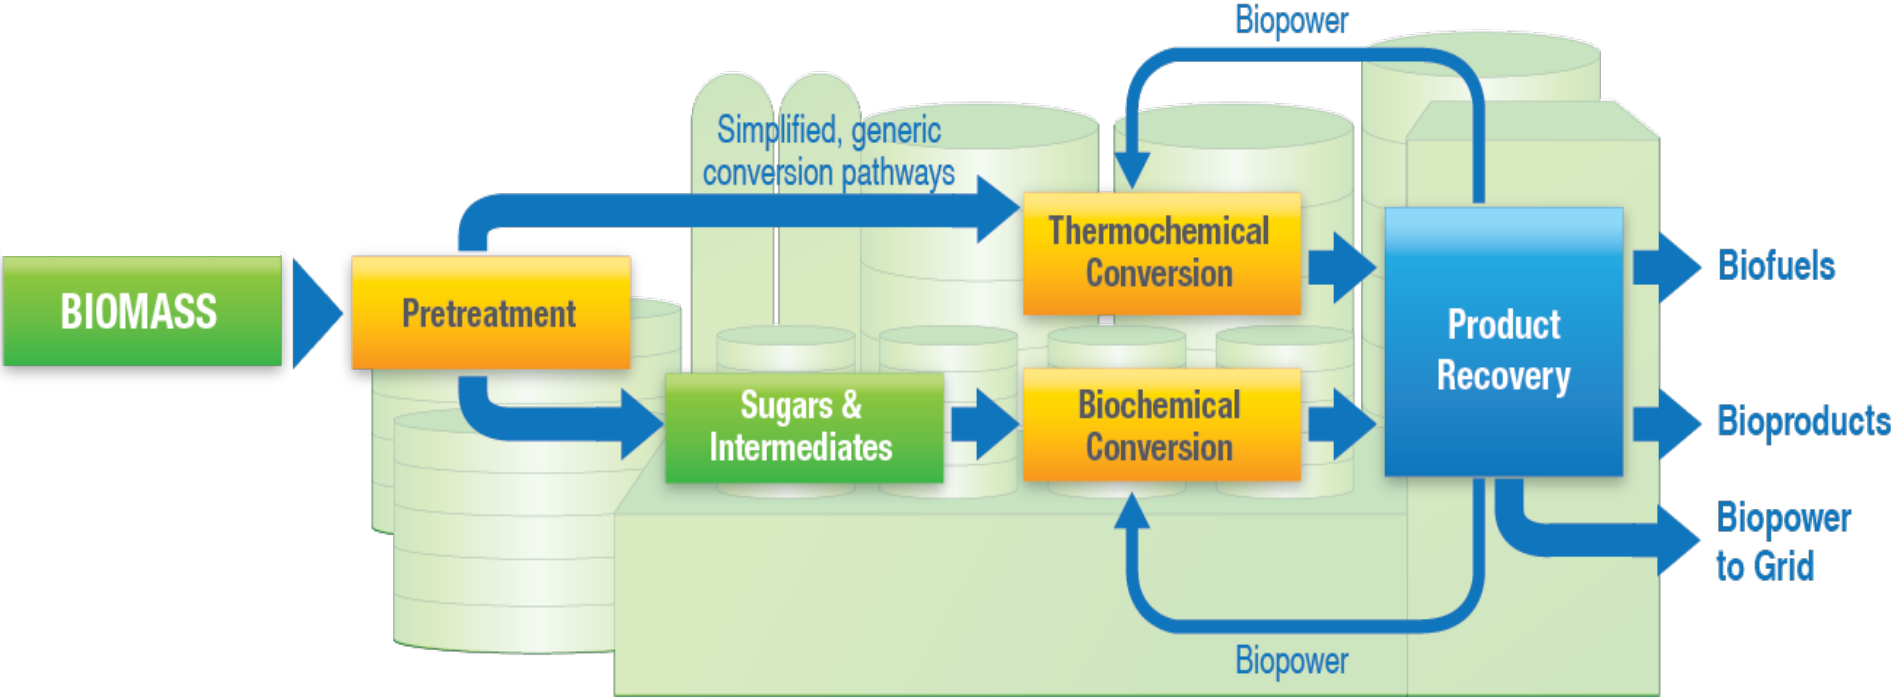 Biopower
Simplified, generic
conversion pathways
BIOMASS
Pretreatment
Thermochemical
Conversion
Sugars &
Intermediates
Biochemical
Conversion
Product
Recovery
Biofuels
Bioproducts
Biopower
to Grid
Biopower